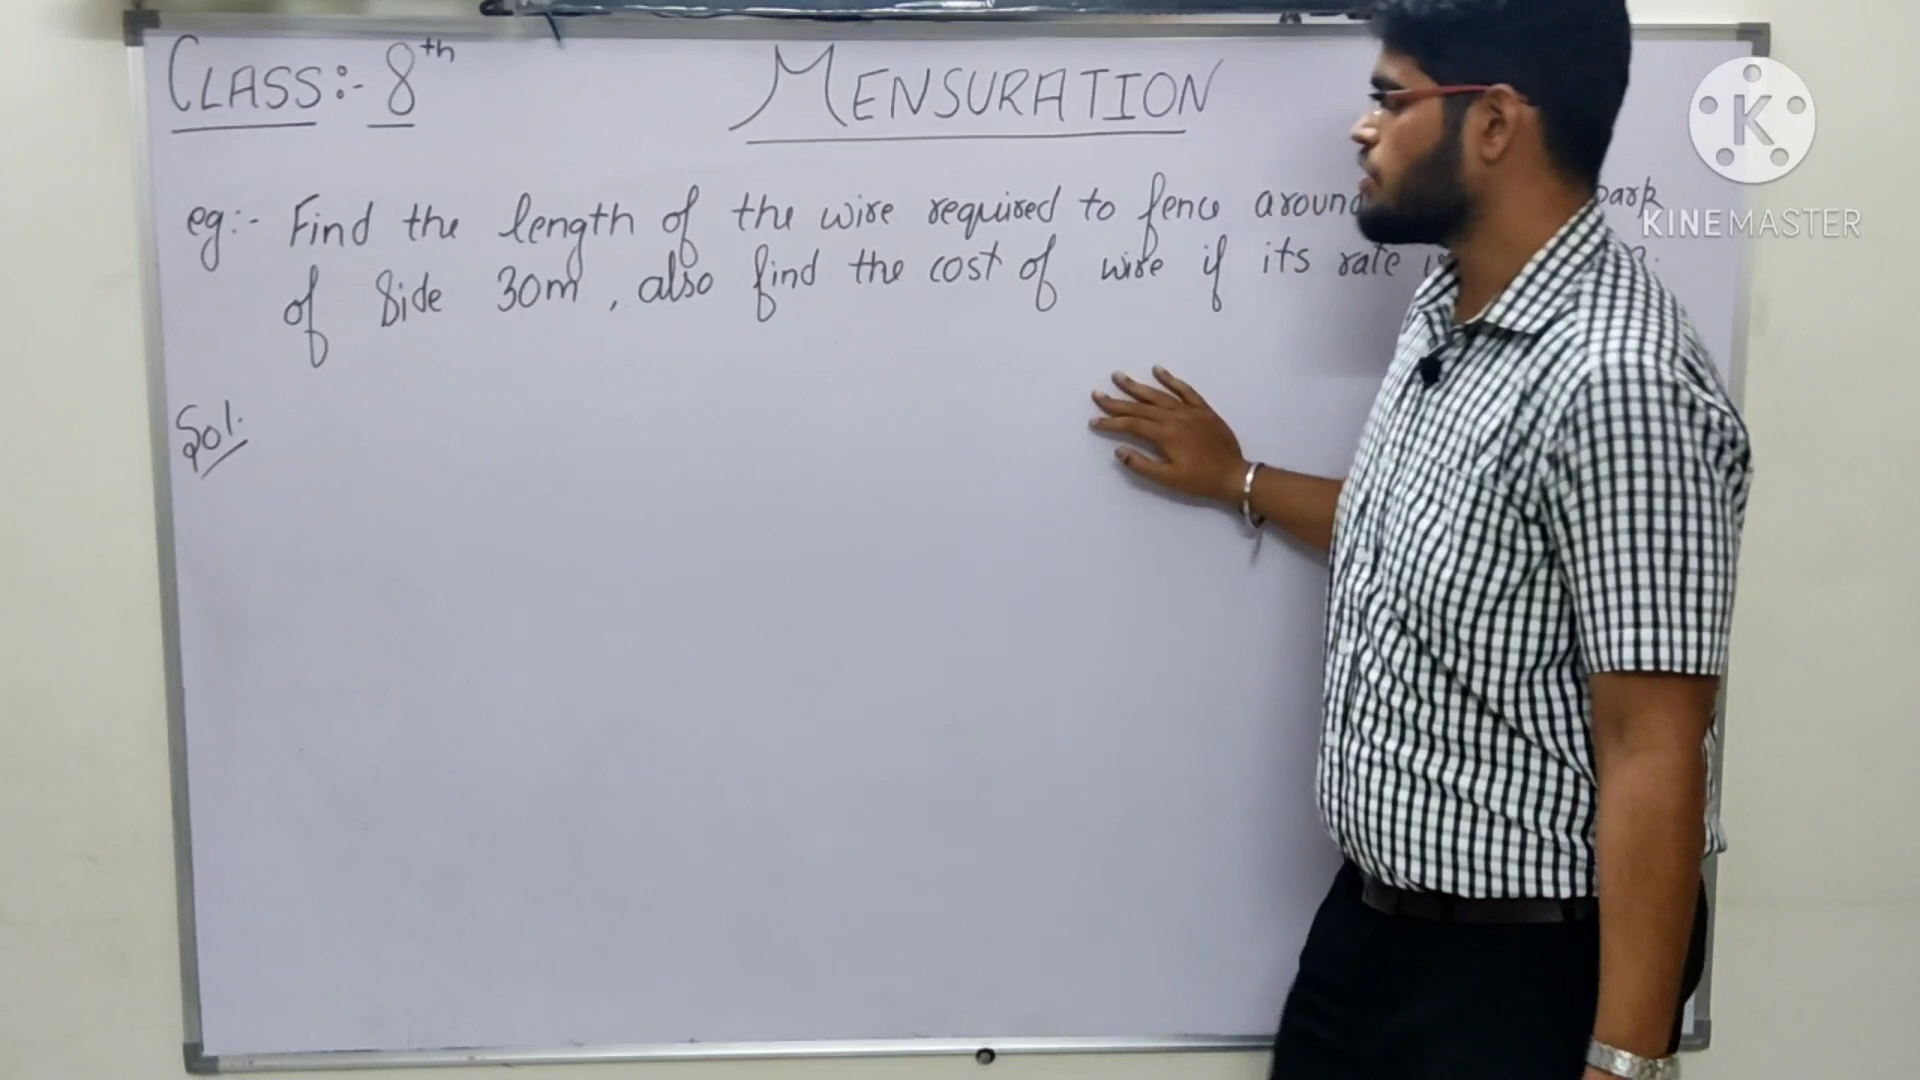 CLASS:- 8th
MENSURATION
eg:- Find the length of the wire required to fence around park
of side 30m, also find the cost of wire if its rate
Sol.
K
KINEMASTER